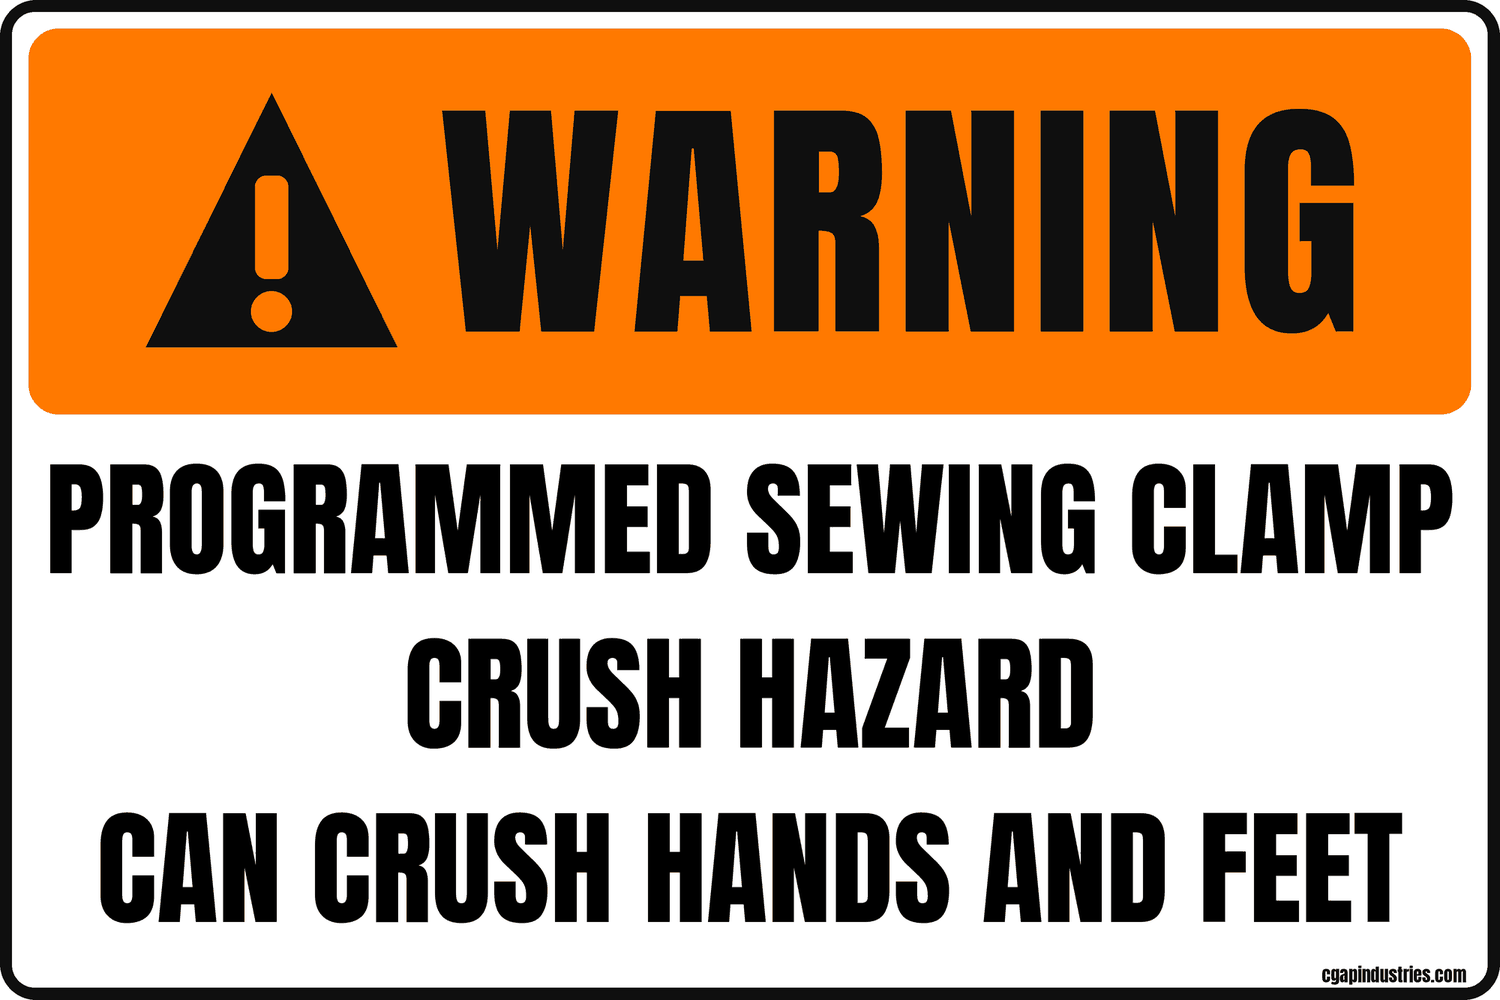 WARNING
PROGRAMMED SEWING CLAMP
CRUSH HAZARD
CAN CRUSH HANDS AND FEET
cgapindustries.com